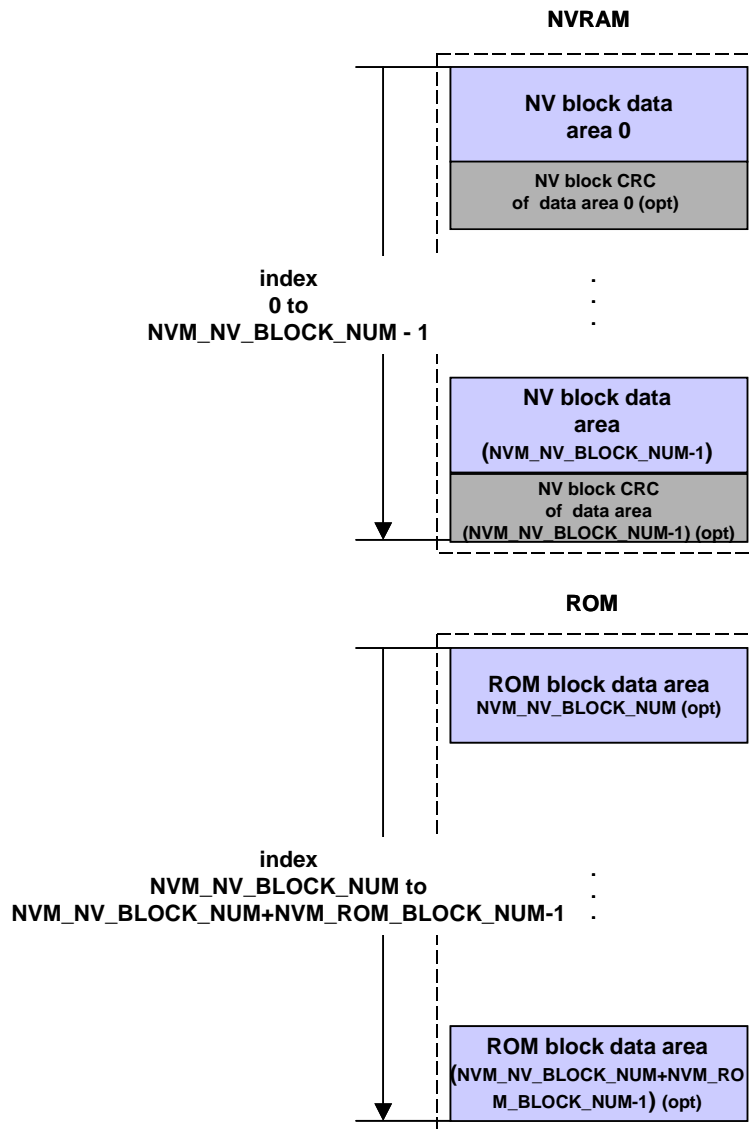 NVRAM
NV block data
area 0
NV block CRC
of data area 0 (opt)
index
0 to
NVM_NV_BLOCK_NUM - 1
NV block data
area
(NVM_NV_BLOCK_NUM-1)
NV block CRC
of data area
(NVM_NV_BLOCK_NUM-1) (opt)
ROM
ROM block data area
NVM_NV_BLOCK_NUM (opt)
index
NVM_NV_BLOCK_NUM to
NVM_NV_BLOCK_NUM+NVM_ROM_BLOCK_NUM-1
ROM block data area
(NVM_NV_BLOCK_NUM+NVM_RO
M_BLOCK_NUM-1) (opt)